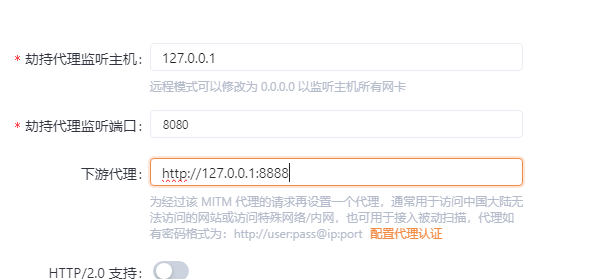 * 劫持代理监听主机： 127.0.0.1
远程模式可以修改为 0.0.0.0 以监听主机所有网卡
* 劫持代理监听端口： 8080
下游代理： http://127.0.0.1:8888
为经过该 MITM 代理的请求再设置一个代理，通常用于访问中国大陆无
法访问的网站或访问特殊网络/内网，也可用于接入被动扫描，代理如
有密码格式为：http://user:pass@ip:port 配置代理认证
HTTP/2.0 支持：